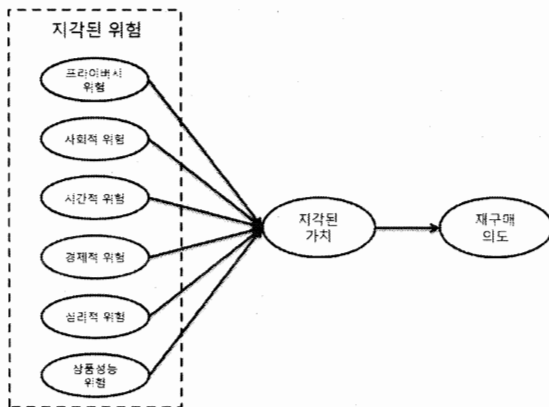 지각된 위험
프라이버시
위험
사회적 위험
시간적 위험
경제적 위험
심리적 위험
상품성능
위험
지각된
가치
재구매
의도